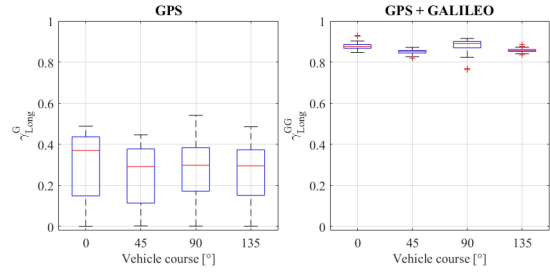 GPS
1
0.8
0.6
0.4
0.2
0
γ^G_Long
0 45 90 135
Vehicle course [°]
GPS + GALILEO
1
0.8
0.6
0.4
0.2
0
γ^GG_Long
0 45 90 135
Vehicle course [°]